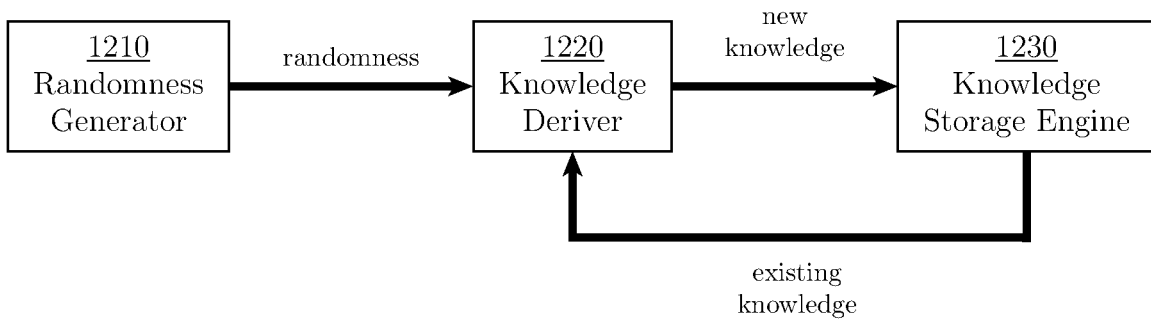 1210
Randomness
Generator
randomness
1220
Knowledge
Deriver
new
knowledge
1230
Knowledge
Storage Engine
existing
knowledge